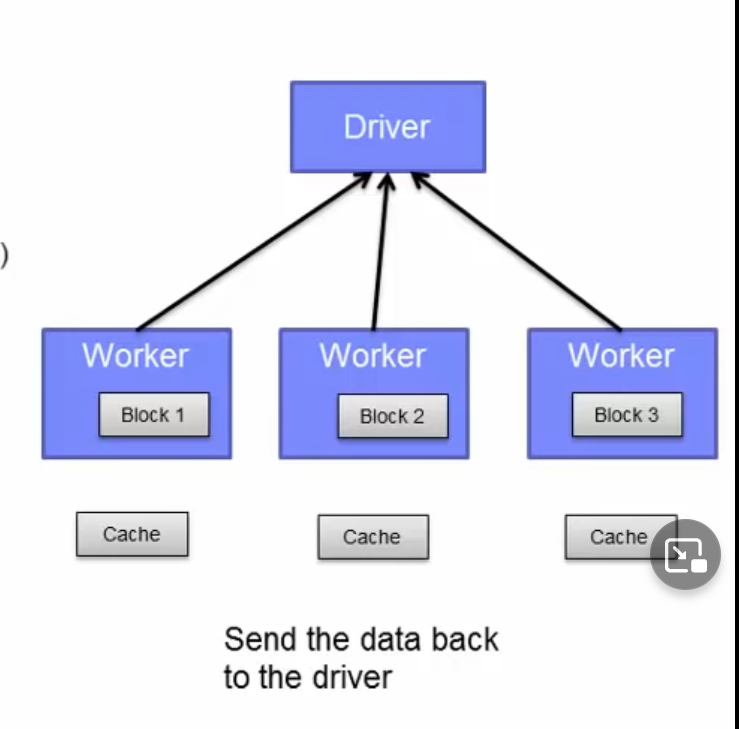 Driver
)
Worker
Worker
Worker
Block 1
Block 2
Block 3
Cache
Cache
Cache
Send the data back
to the driver